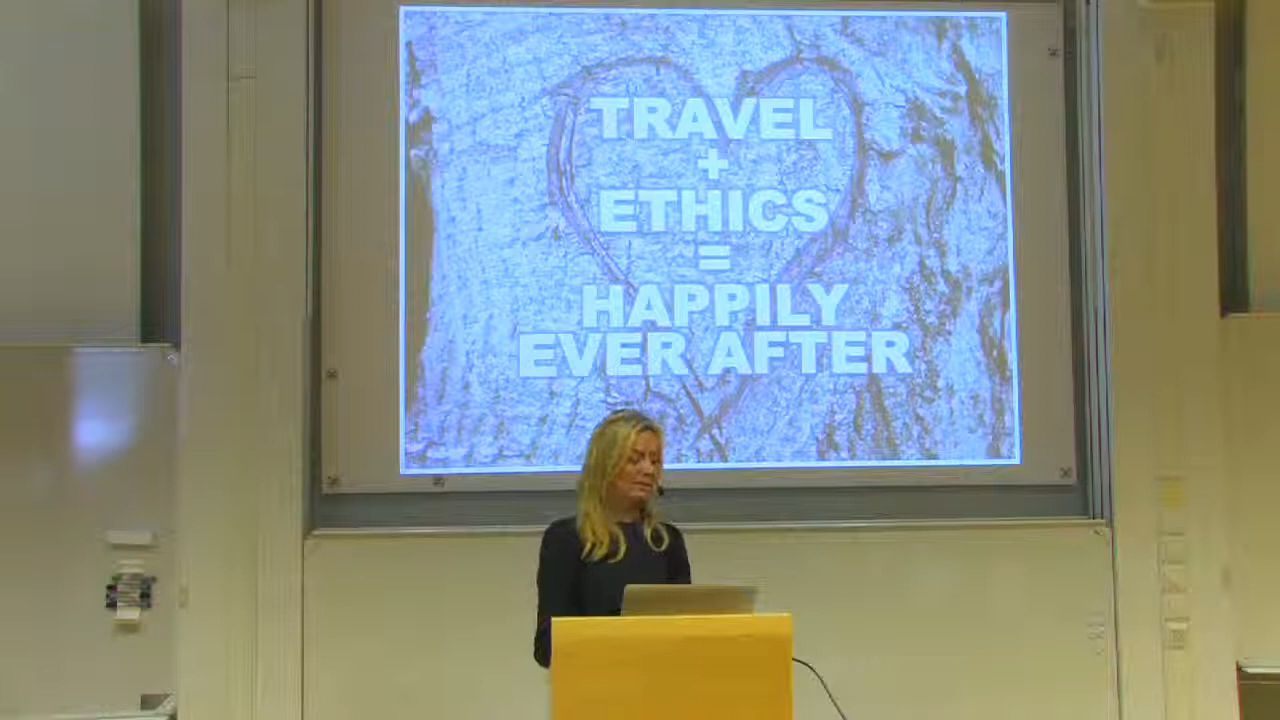 TRAVEL
+
ETHICS
=
HAPPILY
EVER AFTER